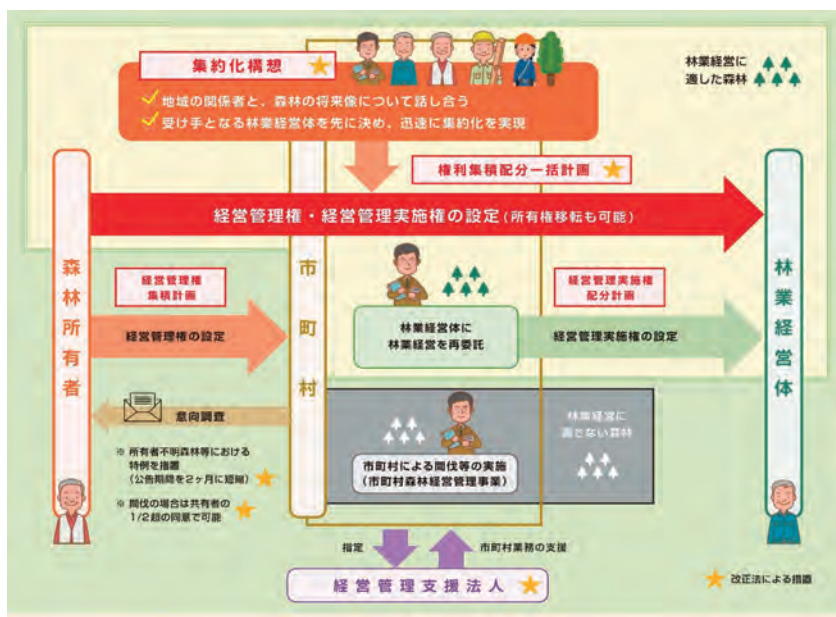 集約化構想
地域の関係者と、森林の将来像について話し合う
受け手となる林業経営体を先に決め、迅速に集約化を実現
林業経営に
適した森林
権利集積配分一括計画
経営管理権・経営管理実施権の設定(所有権移転も可能)
森林所有者
市町村
林業経営体
経営管理権
集積計画
経営管理権の設定
林業経営体に
林業経営を再委託
経営管理実施権
配分計画
経営管理実施権の設定
意向調査
※ 所有者不明森林等における
特例を措置
(公告期間を2ヶ月に短縮)
※ 間伐の場合は共有者の
1/2超の同意で可能
市町村による間伐等の実施
(市町村森林経営管理事業)
林業経営に
適さない森林
指定
市町村業務の支援
経営管理支援法人
改正法による措置